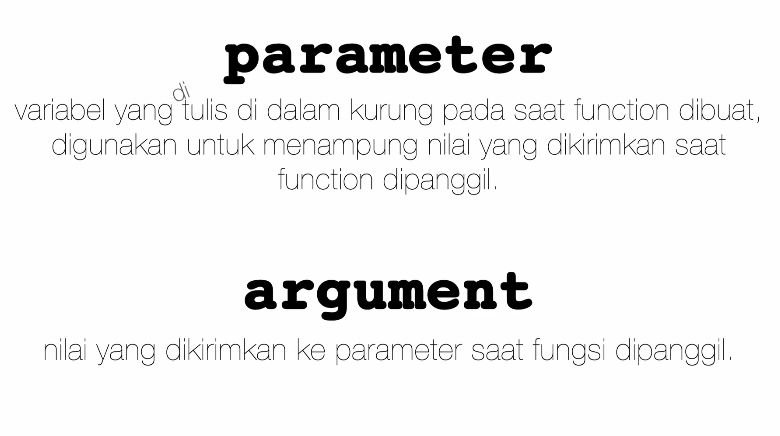 parameter
variabel yang di tulis di dalam kurung pada saat function dibuat,
digunakan untuk menampung nilai yang dikirimkan saat
function dipanggil.
argument
nilai yang dikirimkan ke parameter saat fungsi dipanggil.